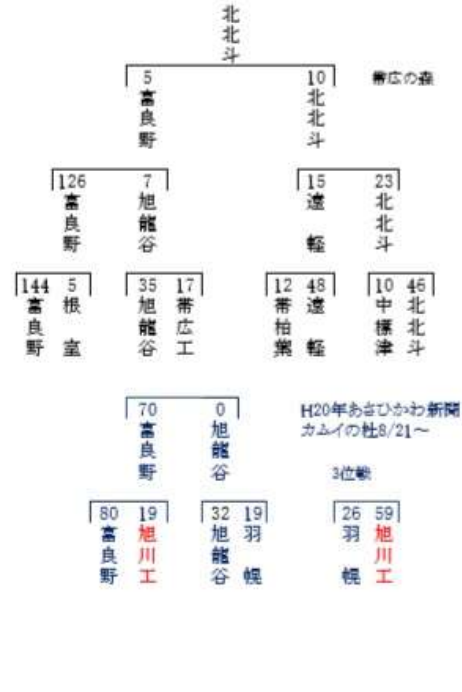 北北斗
5 10 帯広の森
富良野 北北斗
126 7 15 23
富良野 旭龍谷 遠軽 北北斗
144 5 35 17 12 48 10 46
富良野 根室 旭龍谷 帯広工 帯柏葉 遠軽 中標津 北北斗
70 0 H20年あさひかわ新聞
富良野 旭龍谷 カムイの杜8/21~
3位戦
80 19 32 19 26 59
富良野 旭川工 旭龍谷 羽幌 羽幌 旭川工